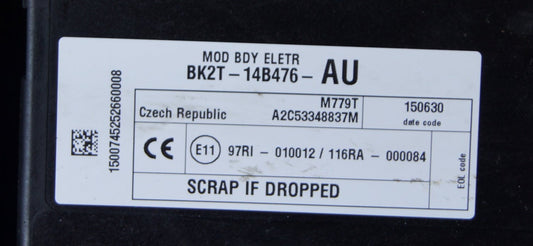 MOD BDY ELETR
BK2T-14B476-AU
M779T
Czech Republic A2C53348837M
150630
date code
CE E11 97RI - 010012 / 116RA - 000084
EOL code
SCRAP IF DROPPED
1500745252660008